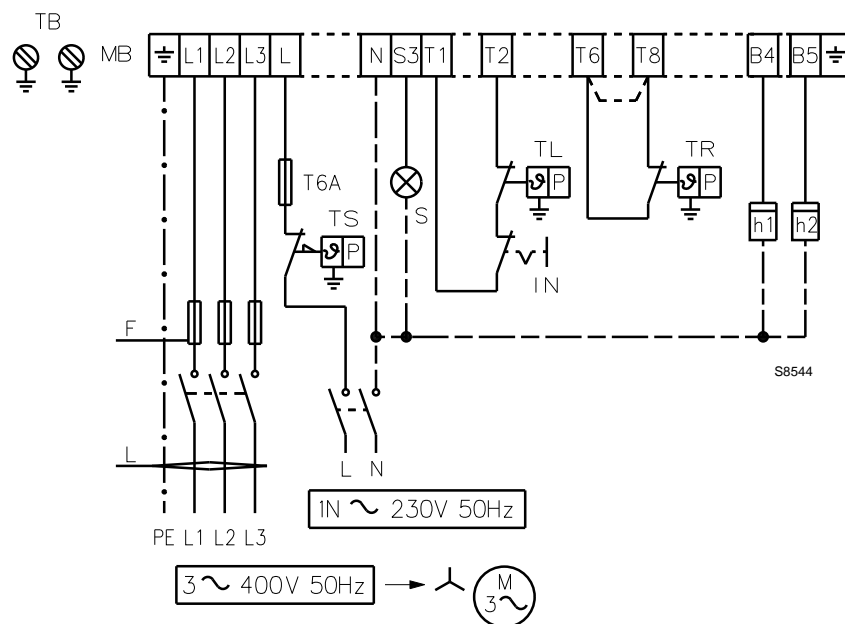 TB
MB L1 L2 L3 L N S3 T1 T2 T6 T8 B4 B5
T6A TL TR
ϑ P ϑ P
TS S h1 h2
ϑ P
IN
F
S8544
L
L N
1N ~ 230V 50Hz
PE L1 L2 L3
3 ~ 400V 50Hz
M
3 ~